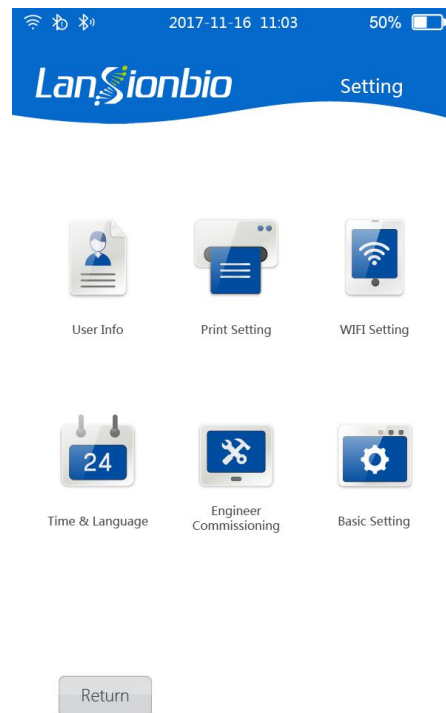 2017-11-16 11:03 50%
Lansionbio Setting
User Info Print Setting WIFI Setting
24
Time & Language Engineer Commissioning Basic Setting
Return